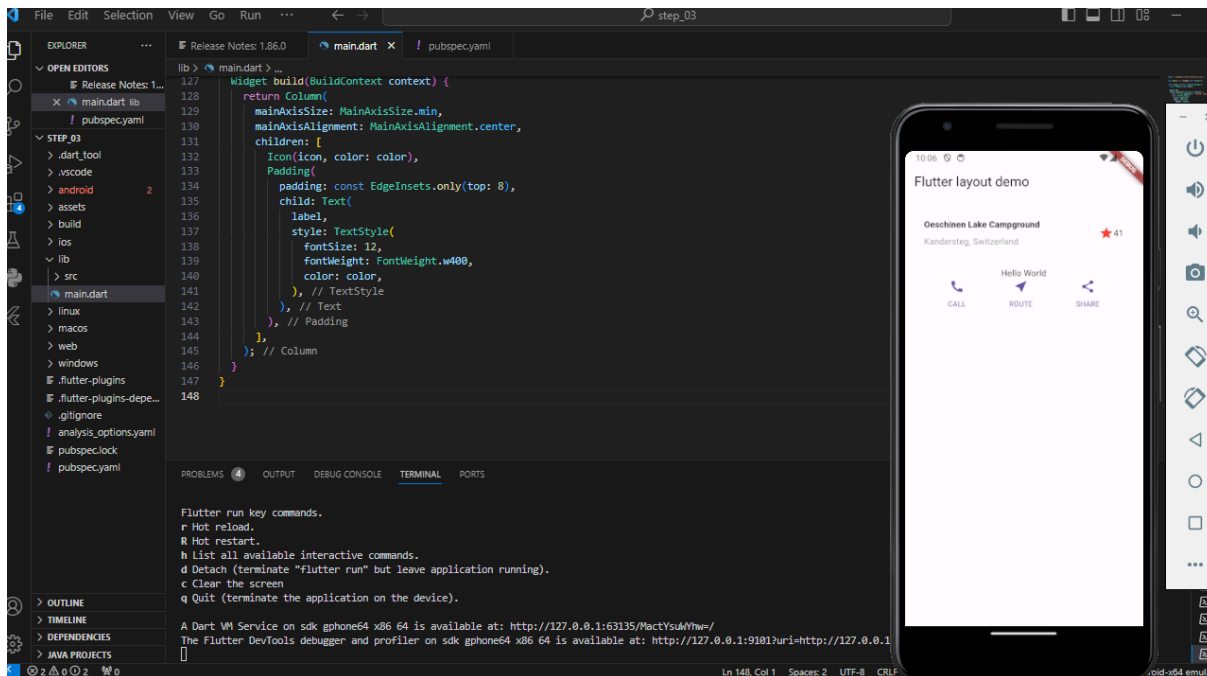 File Edit Selection View Go Run ··· ← → step_03
EXPLORER ···
OPEN EDITORS
Release Notes: 1...
main.dart lib
pubspec.yaml
STEP_03
.dart_tool
.vscode
android 2
assets
build
ios
lib
src
main.dart
linux
macos
web
windows
.flutter-plugins
.flutter-plugins-depe...
.gitignore
analysis_options.yaml
pubspec.lock
pubspec.yaml
OUTLINE
TIMELINE
DEPENDENCIES
JAVA PROJECTS
4
Release Notes: 1.86.0 main.dart pubspec.yaml
lib > main.dart > ...
127 Widget build(BuildContext context) {
128 return Column(
129 mainAxisSize: MainAxisSize.min,
130 mainAxisAlignment: MainAxisAlignment.center,
131 children: [
132 Icon(icon, color: color),
133 Padding(
134 padding: const EdgeInsets.only(top: 8),
135 child: Text(
136 label,
137 style: TextStyle(
138 fontSize: 12,
139 fontWeight: FontWeight.w400,
140 color: color,
141 ), // TextStyle
142 ), // Text
143 ), // Padding
144 ],
145 ); // Column
146 }
147 }
148
PROBLEMS 4 OUTPUT DEBUG CONSOLE TERMINAL PORTS
Flutter run key commands.
r Hot reload.
R Hot restart.
h List all available interactive commands.
d Detach (terminate "flutter run" but leave application running).
c Clear the screen
q Quit (terminate the application on the device).
A Dart VM Service on sdk gphone64 x86 64 is available at: http://127.0.0.1:63135/MactYsuWYhw=/
The Flutter DevTools debugger and profiler on sdk gphone64 x86 64 is available at: http://127.0.0.1:9101?uri=http://127.0.0.1
10:06
DEBUG
Flutter layout demo
Oeschinen Lake Campground
Kandersteg, Switzerland
41
Hello World
CALL ROUTE SHARE
2 0 2 0
Ln 148, Col 1 Spaces: 2 UTF-8 CRLF
oid-x64 emul